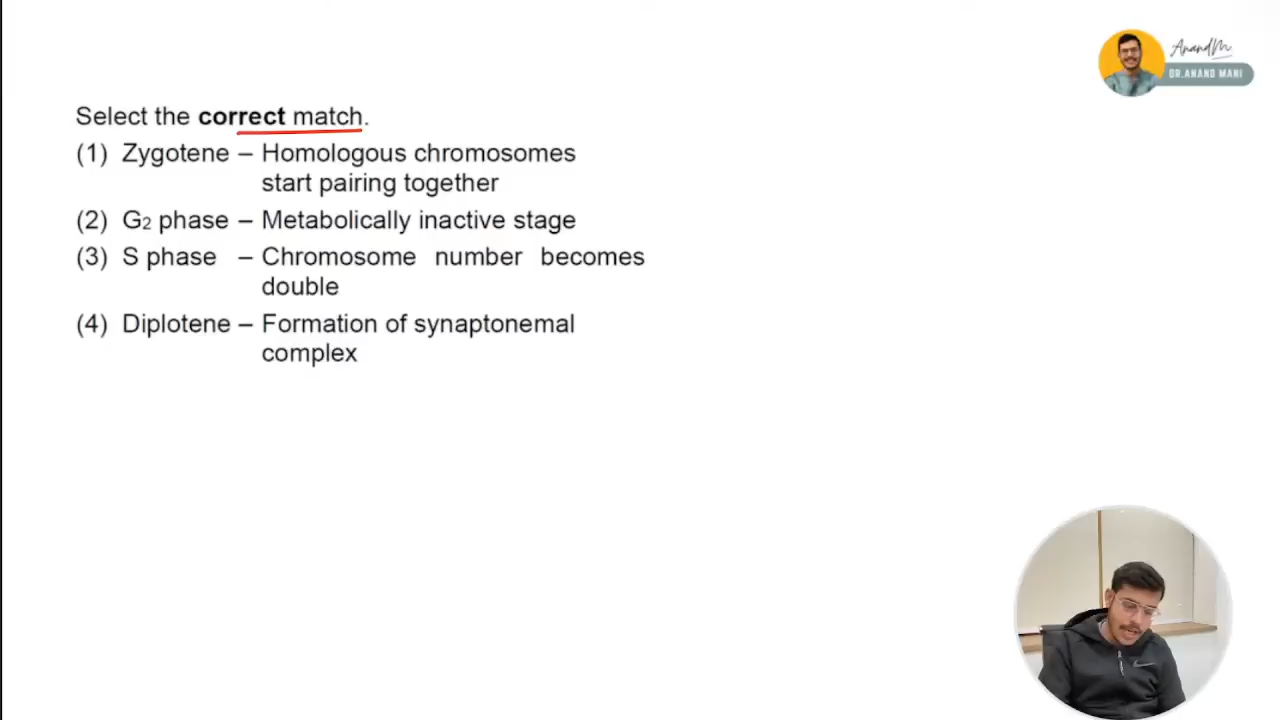 AnandM.
DR.ANAND MANI
Select the correct match.
(1) Zygotene – Homologous chromosomes
start pairing together
(2) G2 phase – Metabolically inactive stage
(3) S phase – Chromosome number becomes
double
(4) Diplotene – Formation of synaptonemal
complex